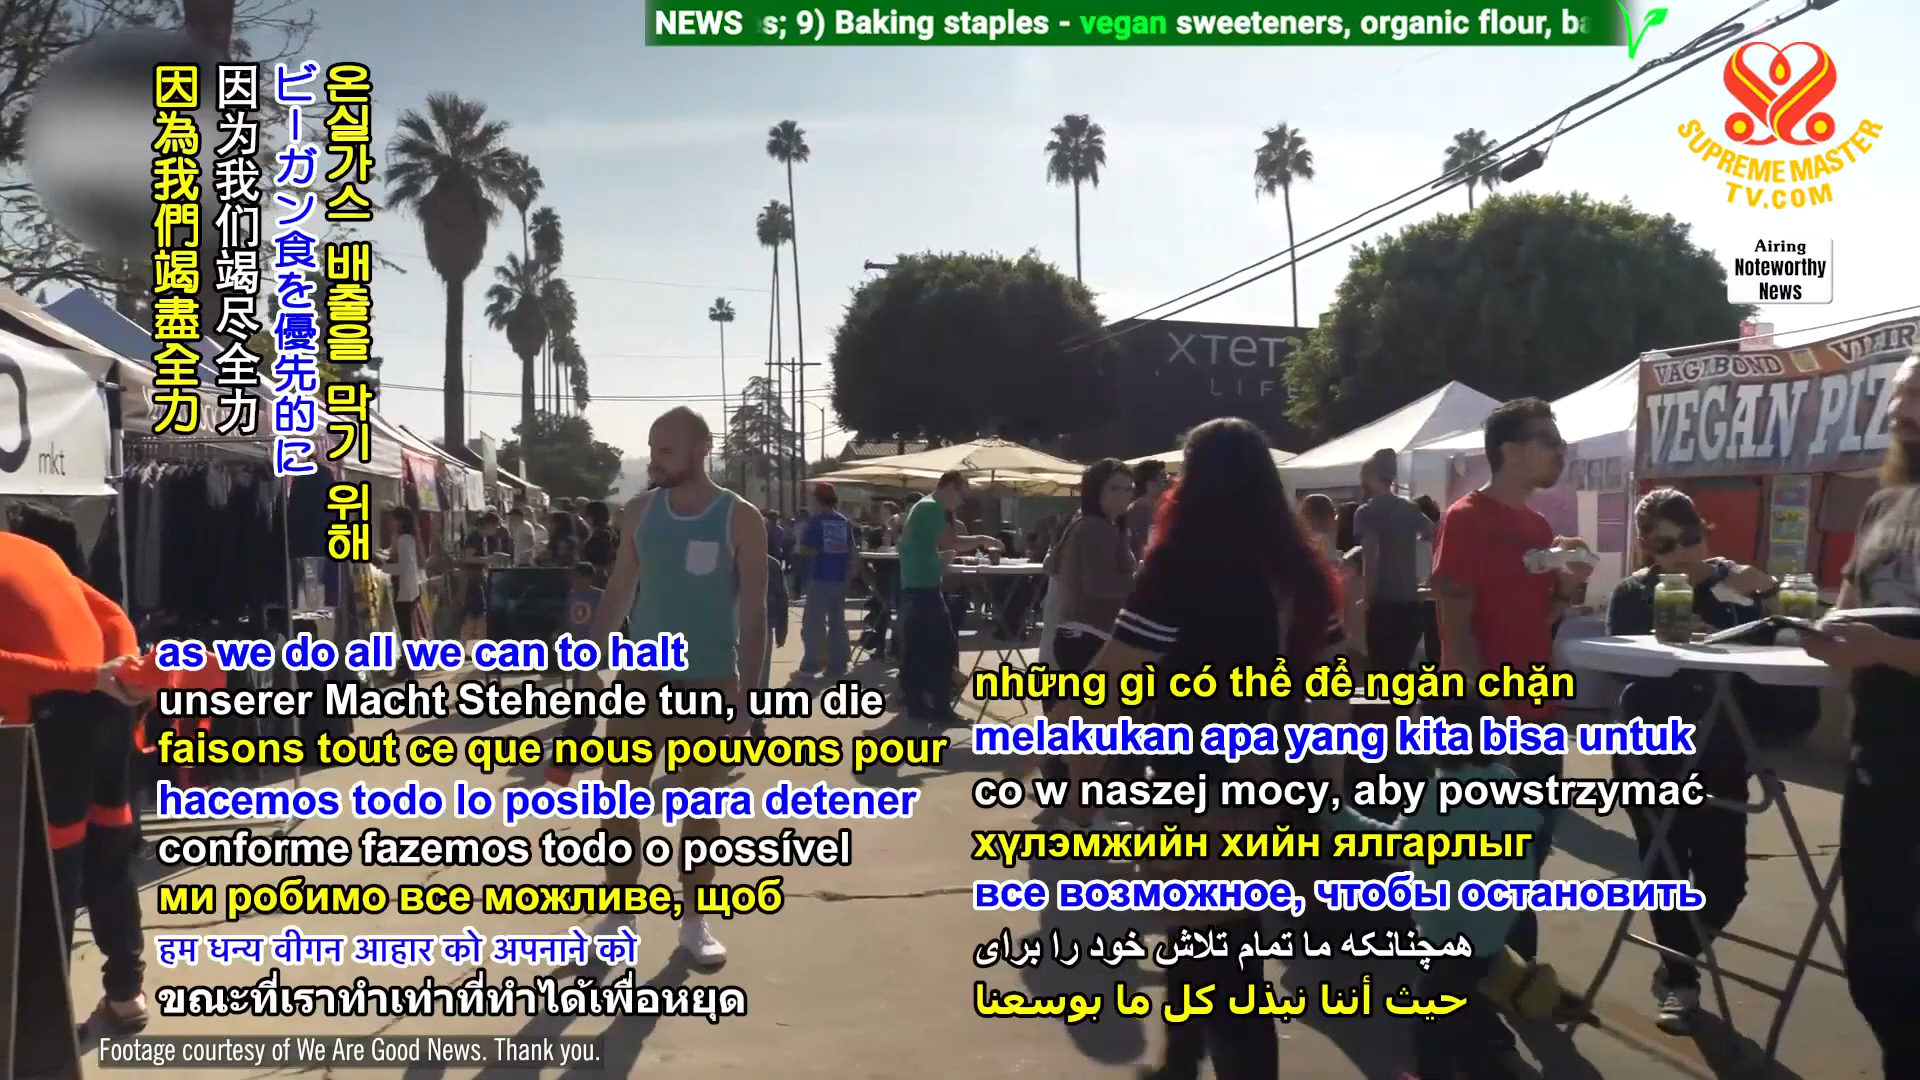 NEWS s; 9) Baking staples - vegan sweeteners, organic flour,
SUPREME MASTER
TV.COM
Airing
Noteworthy
News
因為我們竭盡全力
因为我们竭尽全力
ビーガン食を優先的に
온실가스 배출을 막기 위해
mkt
XTET
LIFE
VAGABOND
VEGAN PIZ
as we do all we can to halt
unserer Macht Stehende tun, um die
faisons tout ce que nous pouvons pour
hacemos todo lo posible para detener
conforme fazemos todo o possível
ми робимо все можливе, щоб
हम धन्य वीगन आहार को अपनाने को
ขณะที่เราทำเท่าที่ทำได้เพื่อหยุด
những gì có thể để ngăn chặn
melakukan apa yang kita bisa untuk
co w naszej mocy, aby powstrzymać
хүлэмжийн хийн ялгарлыг
все возможное, чтобы остановить
همچنانکه ما تمام تلاش خود را برای
حيث أننا نبذل كل ما بوسعنا
Footage courtesy of We Are Good News. Thank you.